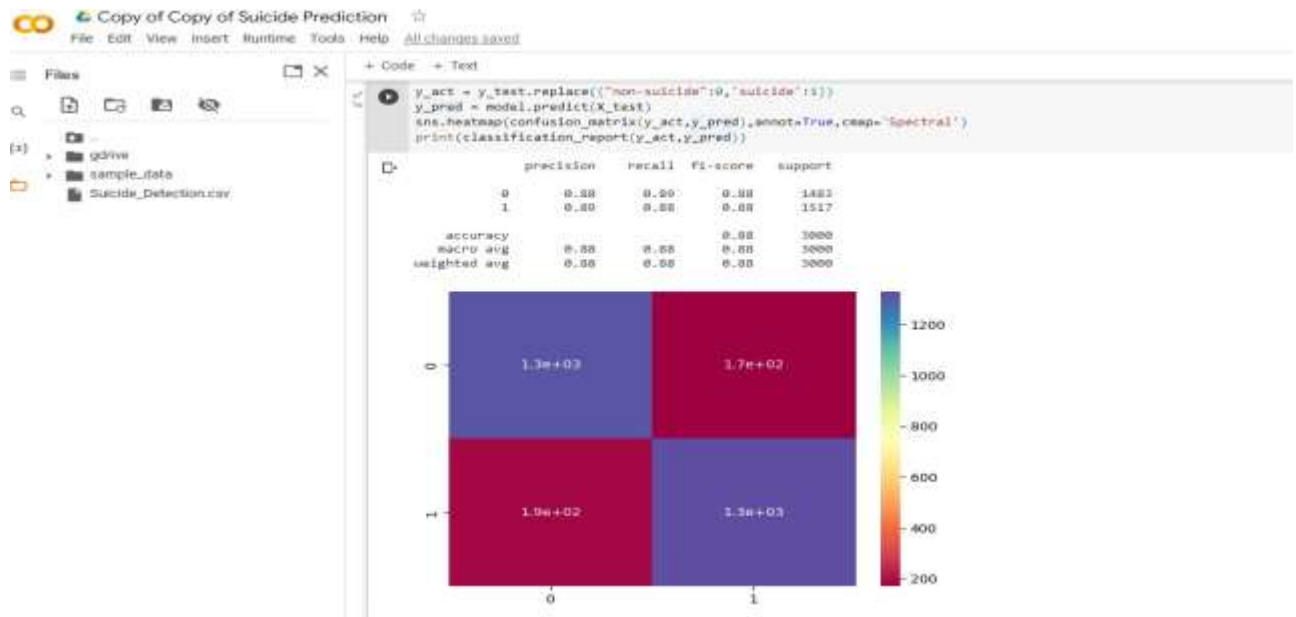 Copy of Copy of Suicide Prediction
File Edit View Insert Runtime Tools Help All changes saved
Files
+ Code + Text
{x}
..
gdrive
sample_data
Suicide_Detection.csv
y_act = y_test.replace({"non-suicide":0,'suicide':1})
y_pred = model.predict(X_test)
sns.heatmap(confusion_matrix(y_act,y_pred),annot=True,cmap='Spectral')
print(classification_report(y_act,y_pred))
precision recall f1-score support
0 0.88 0.88 1483
1 0.88 0.88 1517
accuracy 0.88 3000
macro avg 0.88 0.88 0.88 3000
weighted avg 0.88 0.88 0.88 3000
0 1.3e+03 1.7e+02
1 1.9e+02 1.3e+03
0 1
1200
1000
800
600
400
200